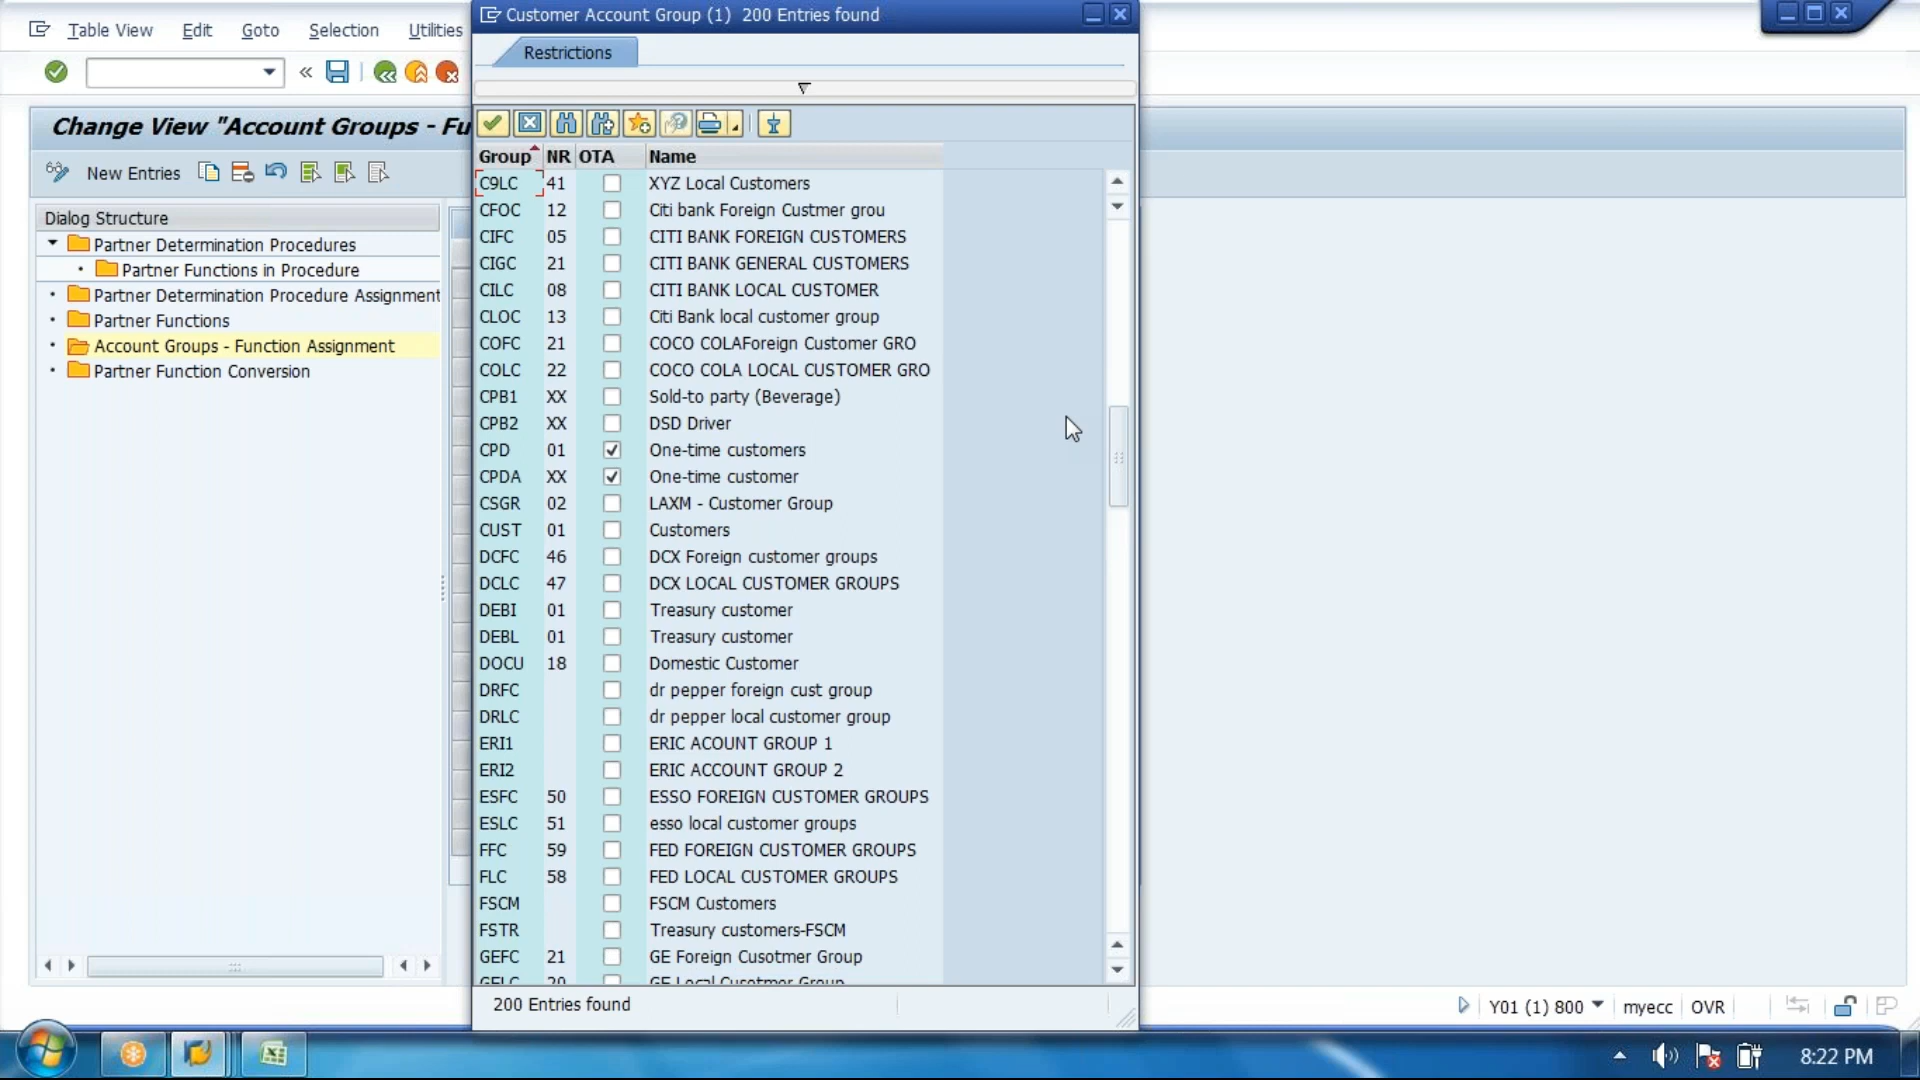 Customer Account Group (1) 200 Entries found
Table View Edit Goto Selection Utilities
Restrictions
Change View "Account Groups - Fu
New Entries
Dialog Structure
Partner Determination Procedures
Partner Functions in Procedure
Partner Determination Procedure Assignment
Partner Functions
Account Groups - Function Assignment
Partner Function Conversion
Group NR OTA Name
C9LC 41 XYZ Local Customers
CFOC 12 Citi bank Foreign Custmer grou
CIFC 05 CITI BANK FOREIGN CUSTOMERS
CIGC 21 CITI BANK GENERAL CUSTOMERS
CILC 08 CITI BANK LOCAL CUSTOMER
CLOC 13 Citi Bank local customer group
COFC 21 COCO COLAForeign Customer GRO
COLC 22 COCO COLA LOCAL CUSTOMER GRO
CPB1 XX Sold-to party (Beverage)
CPB2 XX DSD Driver
CPD 01 One-time customers
CPDA XX One-time customer
CSGR 02 LAXM - Customer Group
CUST 01 Customers
DCFC 46 DCX Foreign customer groups
DCLC 47 DCX LOCAL CUSTOMER GROUPS
DEBI 01 Treasury customer
DEBL 01 Treasury customer
DOCU 18 Domestic Customer
DRFC dr pepper foreign cust group
DRLC dr pepper local customer group
ERI1 ERIC ACOUNT GROUP 1
ERI2 ERIC ACCOUNT GROUP 2
ESFC 50 ESSO FOREIGN CUSTOMER GROUPS
ESLC 51 esso local customer groups
FFC 59 FED FOREIGN CUSTOMER GROUPS
FLC 58 FED LOCAL CUSTOMER GROUPS
FSCM FSCM Customers
FSTR Treasury customers-FSCM
GEFC 21 GE Foreign Cusotmer Group
GELC 20 GE Local Cusotmer Group
200 Entries found
Y01 (1) 800 myecc OVR
8:22 PM